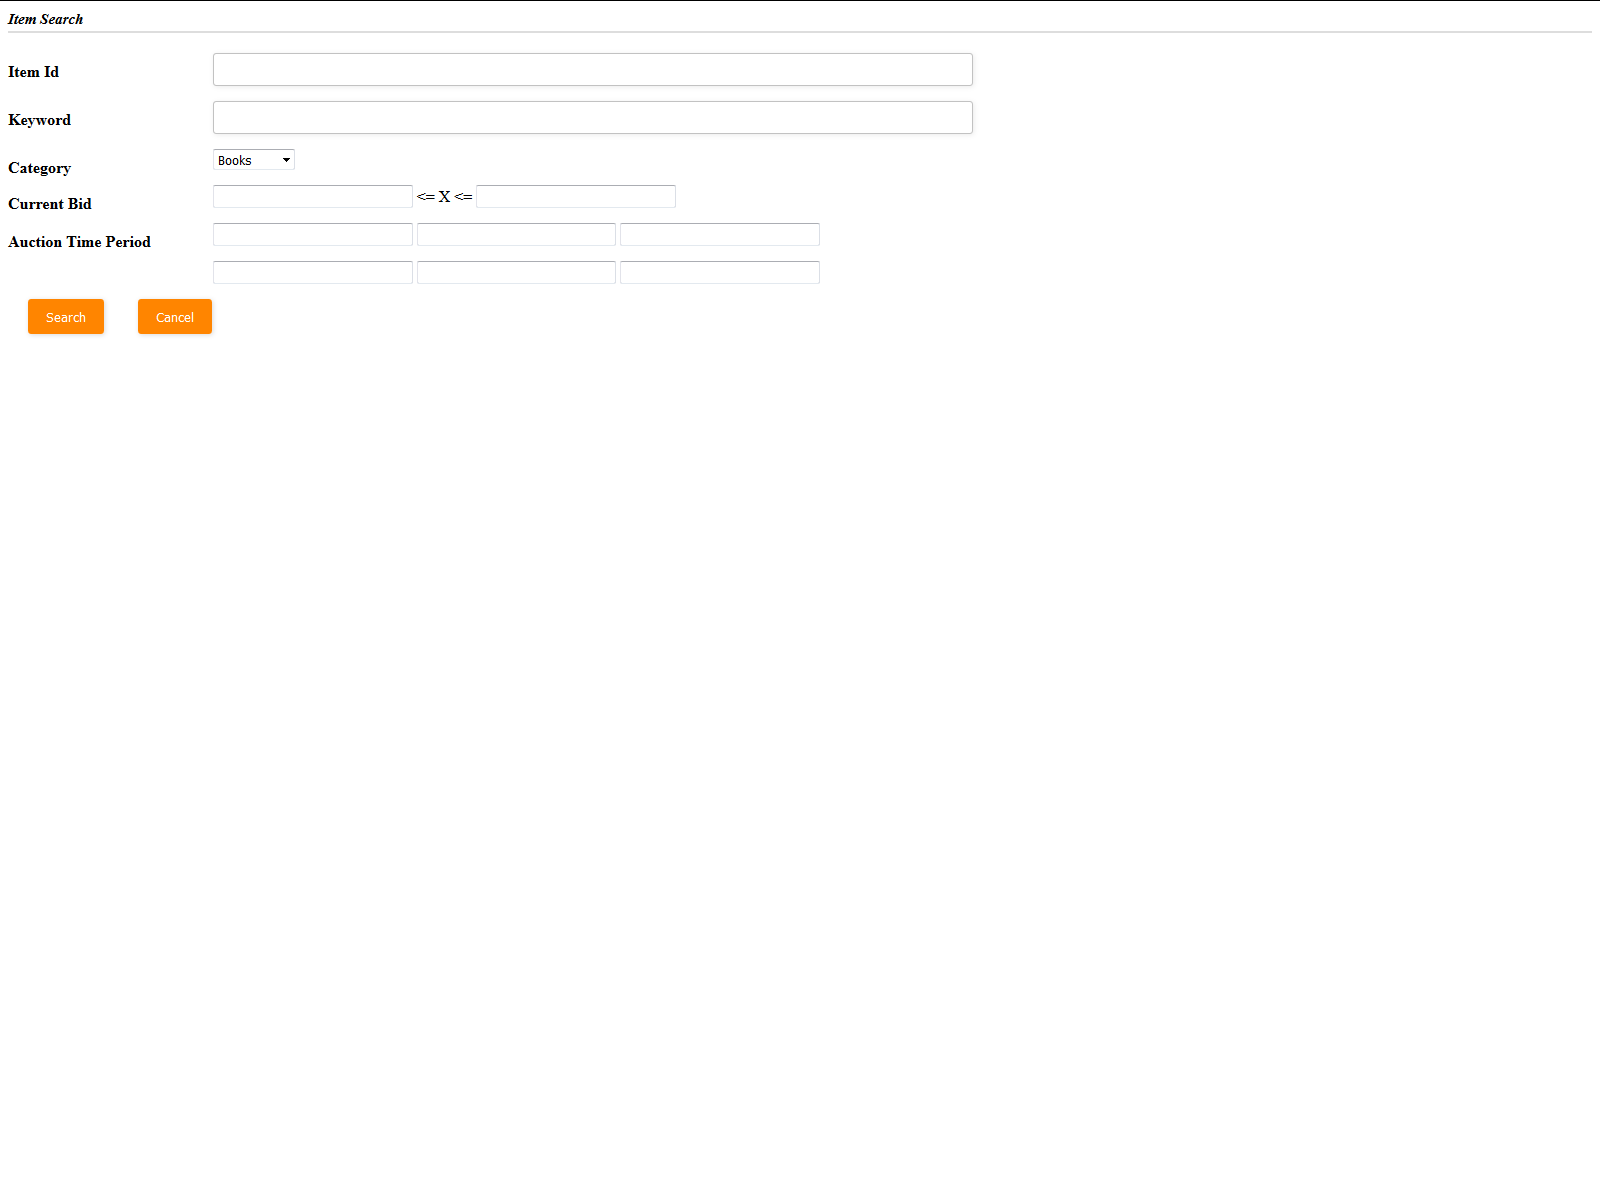 Item Search
Item Id
Keyword
Category Books
Current Bid <= X <=
Auction Time Period
Search Cancel